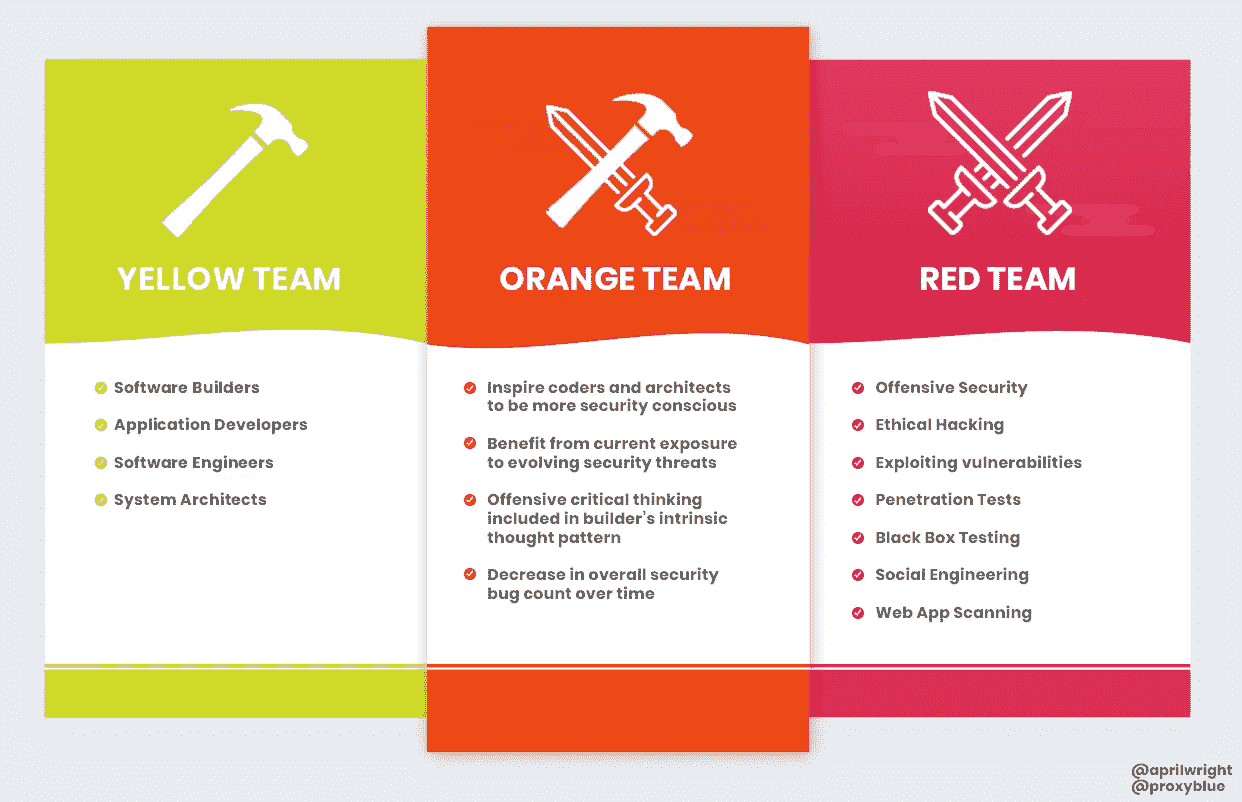 YELLOW TEAM
Software Builders
Application Developers
Software Engineers
System Architects
ORANGE TEAM
Inspire coders and architects
to be more security conscious
Benefit from current exposure
to evolving security threats
Offensive critical thinking
included in builder's intrinsic
thought pattern
Decrease in overall security
bug count over time
RED TEAM
Offensive Security
Ethical Hacking
Exploiting vulnerabilities
Penetration Tests
Black Box Testing
Social Engineering
Web App Scanning
@aprilwright
@proxyblue